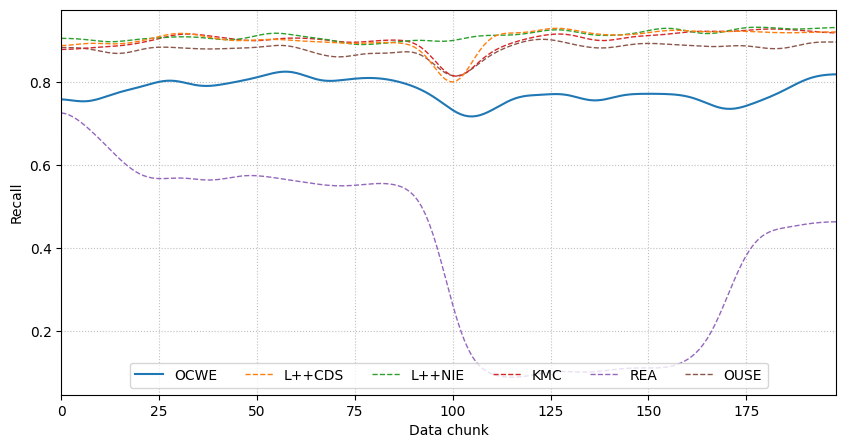 Recall
0.8
0.6
0.4
0.2
OCWE L++CDS L++NIE KMC REA OUSE
0 25 50 75 100 125 150 175
Data chunk